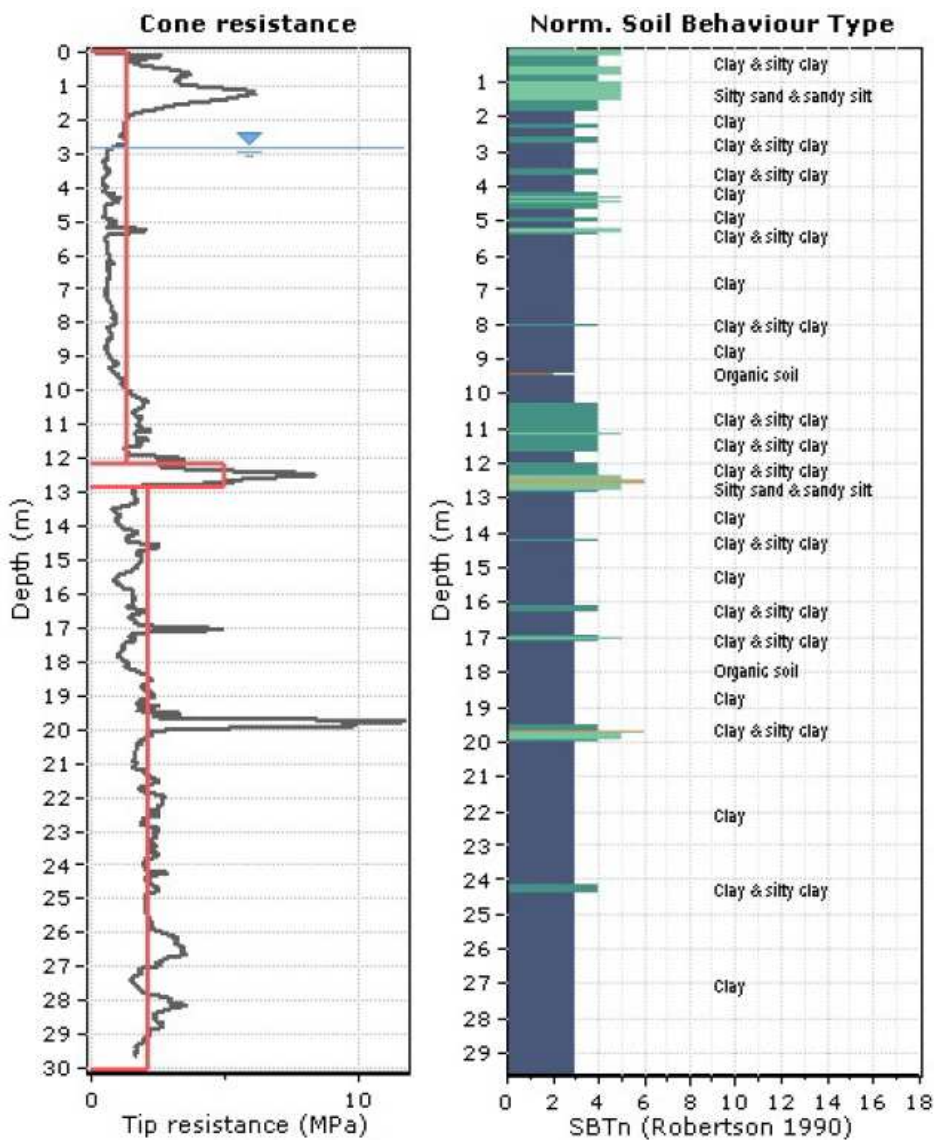 Cone resistance
0
1
2
3
4
5
6
7
8
9
10
11
12
13
14
15
16
17
18
19
20
21
22
23
24
25
26
27
28
29
30
Depth (m)
0 10
Tip resistance (MPa)
Norm. Soil Behaviour Type
1
2
3
4
5
6
7
8
9
10
11
12
13
14
15
16
17
18
19
20
21
22
23
24
25
26
27
28
29
Depth (m)
Clay & silty clay
Silty sand & sandy silt
Clay
Clay & silty clay
Clay & silty clay
Clay
Clay
Clay & silty clay
Clay
Clay & silty clay
Clay
Organic soil
Clay & silty clay
Clay & silty clay
Clay & silty clay
Silty sand & sandy silt
Clay
Clay & silty clay
Clay
Clay & silty clay
Clay & silty clay
Organic soil
Clay
Clay & silty clay
Clay
Clay & silty clay
Clay
0 2 4 6 8 10 12 14 16 18
SBTn (Robertson 1990)